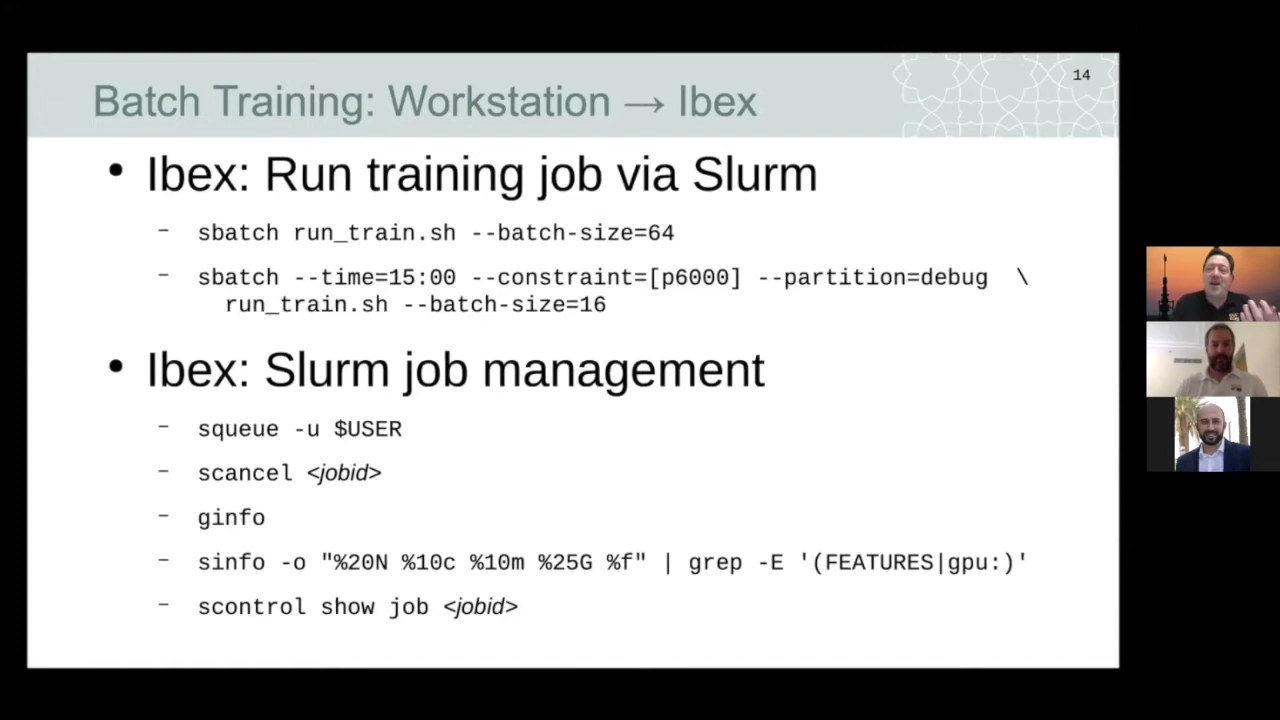 14
Batch Training: Workstation → Ibex
• Ibex: Run training job via Slurm
– sbatch run_train.sh --batch-size=64
– sbatch --time=15:00 --constraint=[p6000] --partition=debug \
run_train.sh --batch-size=16
• Ibex: Slurm job management
– squeue -u $USER
– scancel <jobid>
– ginfo
– sinfo -o "%20N %10c %10m %25G %f" | grep -E '(FEATURES|gpu:)'
– scontrol show job <jobid>